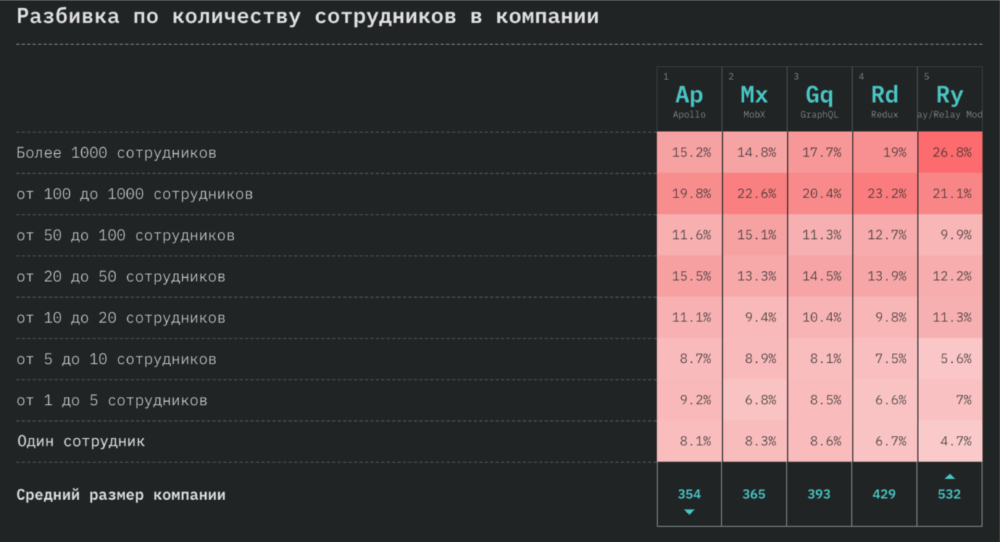 Разбивка по количеству сотрудников в компании
1 2 3 4 5
Ap Mx Gq Rd Ry
Apollo MobX GraphQL Redux ay/Relay Mod
Более 1000 сотрудников 15.2% 14.8% 17.7% 19% 26.8%
от 100 до 1000 сотрудников 19.8% 22.6% 20.4% 23.2% 21.1%
от 50 до 100 сотрудников 11.6% 15.1% 11.3% 12.7% 9.9%
от 20 до 50 сотрудников 15.5% 13.3% 14.5% 13.9% 12.2%
от 10 до 20 сотрудников 11.1% 9.4% 10.4% 9.8% 11.3%
от 5 до 10 сотрудников 8.7% 8.9% 8.1% 7.5% 5.6%
от 1 до 5 сотрудников 9.2% 6.8% 8.5% 6.6% 7%
Один сотрудник 8.1% 8.3% 8.6% 6.7% 4.7%
Средний размер компании 354 365 393 429 532